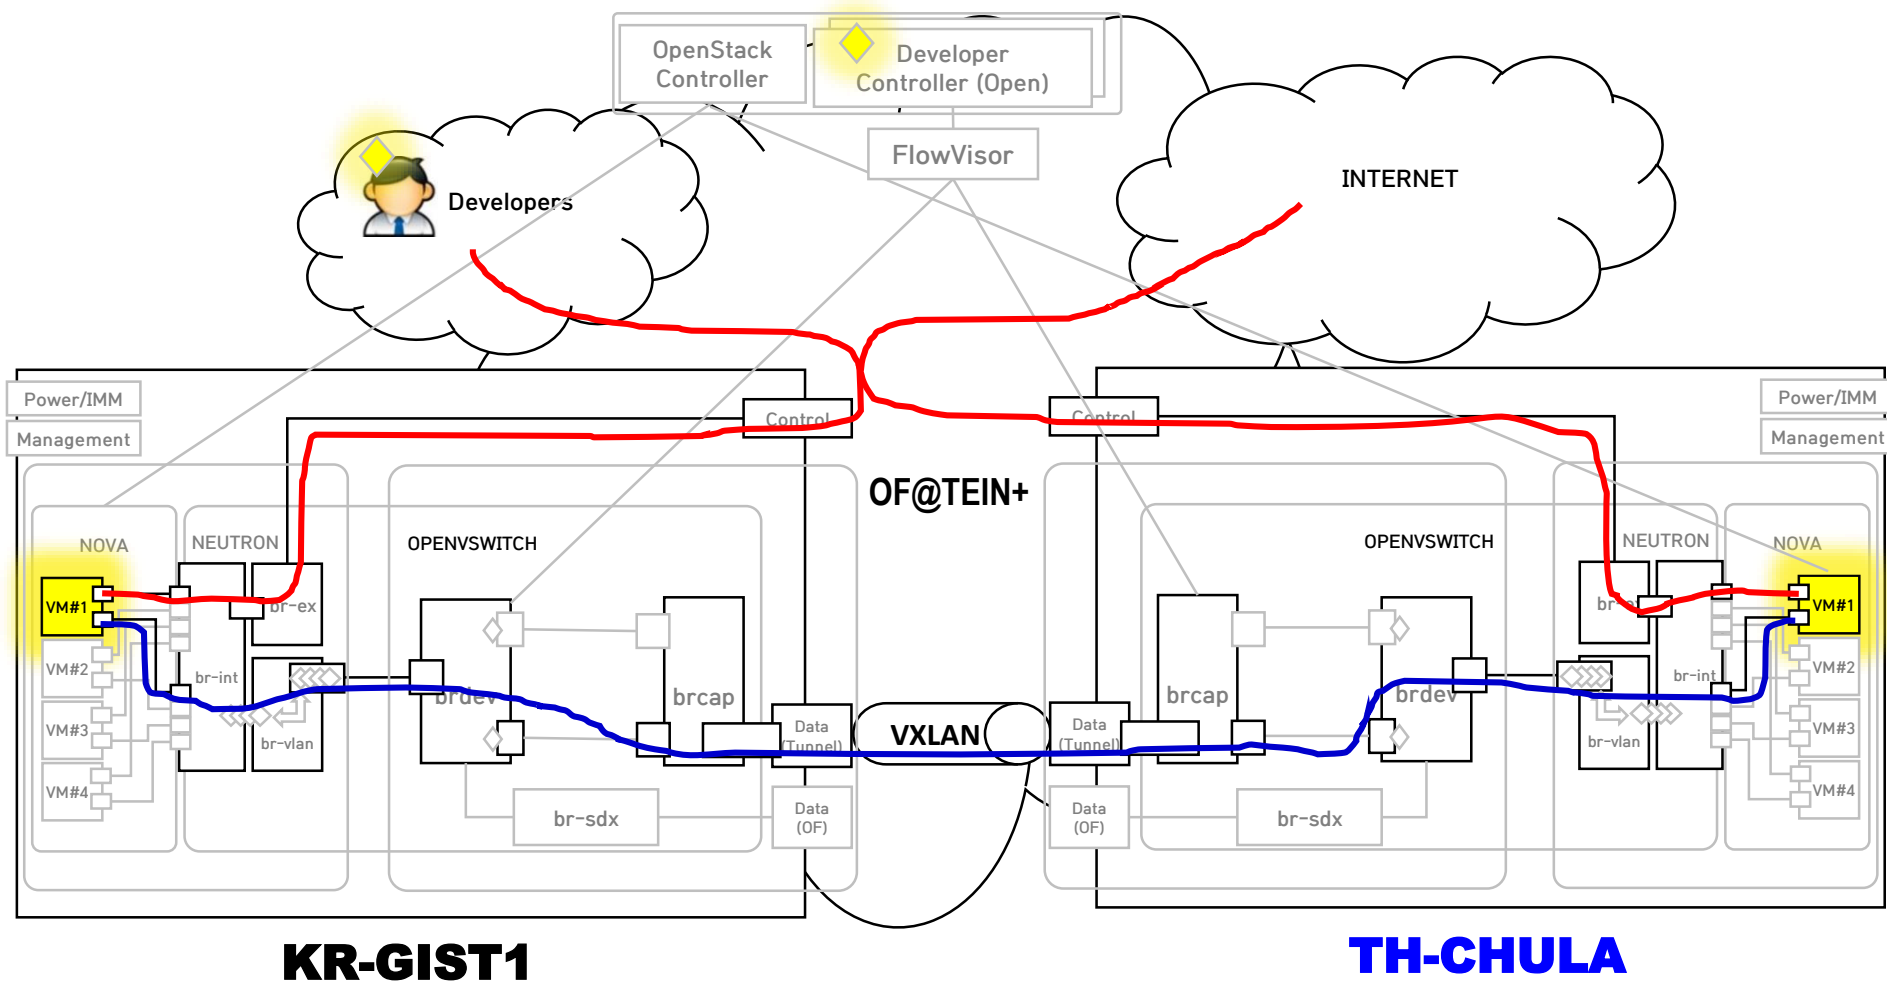 OpenStack
Controller
Developer
Controller (Open)
FlowVisor
Developers
INTERNET
Power/IMM
Management
Control
Control
Power/IMM
Management
OF@TEIN+
NOVA
NEUTRON
OPENVSWITCH
OPENVSWITCH
NEUTRON
NOVA
VM#1
VM#2
VM#3
VM#4
br-int
br-ex
br-vlan
brdev
brcap
Data
(Tunnel)
Data
(OF)
br-sdx
VXLAN
Data
(Tunnel)
Data
(OF)
br-sdx
brcap
brdev
br-vlan
br-int
VM#1
VM#2
VM#3
VM#4
KR-GIST1
TH-CHULA